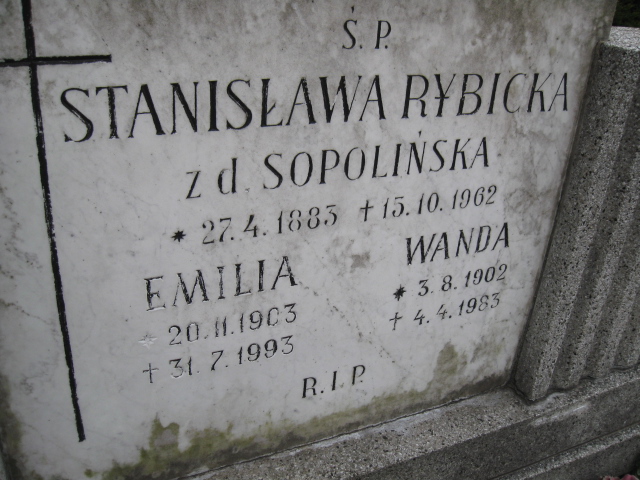 Ś. P.
STANISŁAWA RYBICKA
z d. SOPOLIŃSKA
* 27. 4. 1883 + 15. 10. 1962
EMILIA
* 20. 11. 1903
+ 31. 7. 1993
WANDA
* 3. 8. 1902
+ 4. 4. 1983
R. I. P.